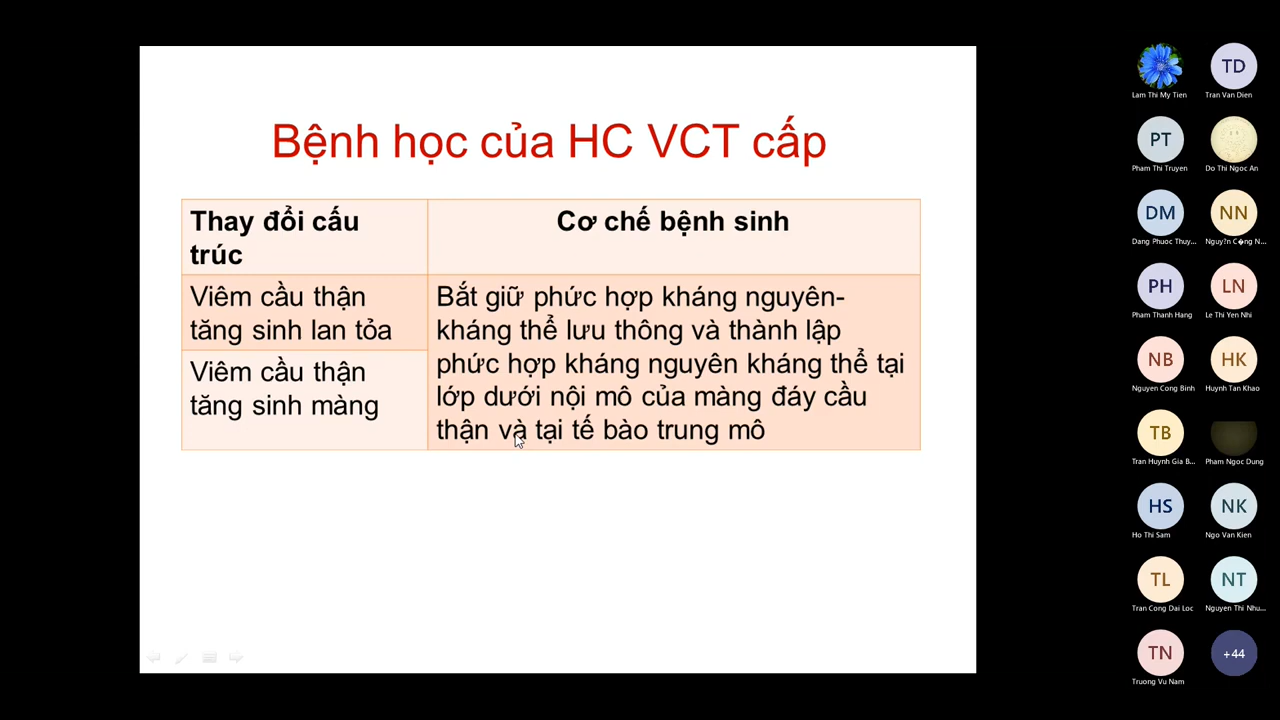 Bệnh học của HC VCT cấp
Thay đổi cấu
trúc
Cơ chế bệnh sinh
Viêm cầu thận
tăng sinh lan tỏa
Viêm cầu thận
tăng sinh màng
Bắt giữ phức hợp kháng nguyên-
kháng thể lưu thông và thành lập
phức hợp kháng nguyên kháng thể tại
lớp dưới nội mô của màng đáy cầu
thận và tại tế bào trung mô
Lam Thi My Tien
TD
Tran Van Dien
PT
Pham Thi Truyen
Do Thi Ngoc An
DM
Dang Phuoc Thuy...
NN
Nguy?n C�ng N...
PH
Pham Thanh Hang
LN
Le Thi Yen Nhi
NB
Nguyen Cong Binh
HK
Huynh Tan Khao
TB
Tran Huynh Gia B...
Pham Ngoc Dung
HS
Ho Thi Sam
NK
Ngo Van Kien
TL
Tran Cong Dai Loc
NT
Nguyen Thi Nhu...
TN
Truong Vu Nam
+44